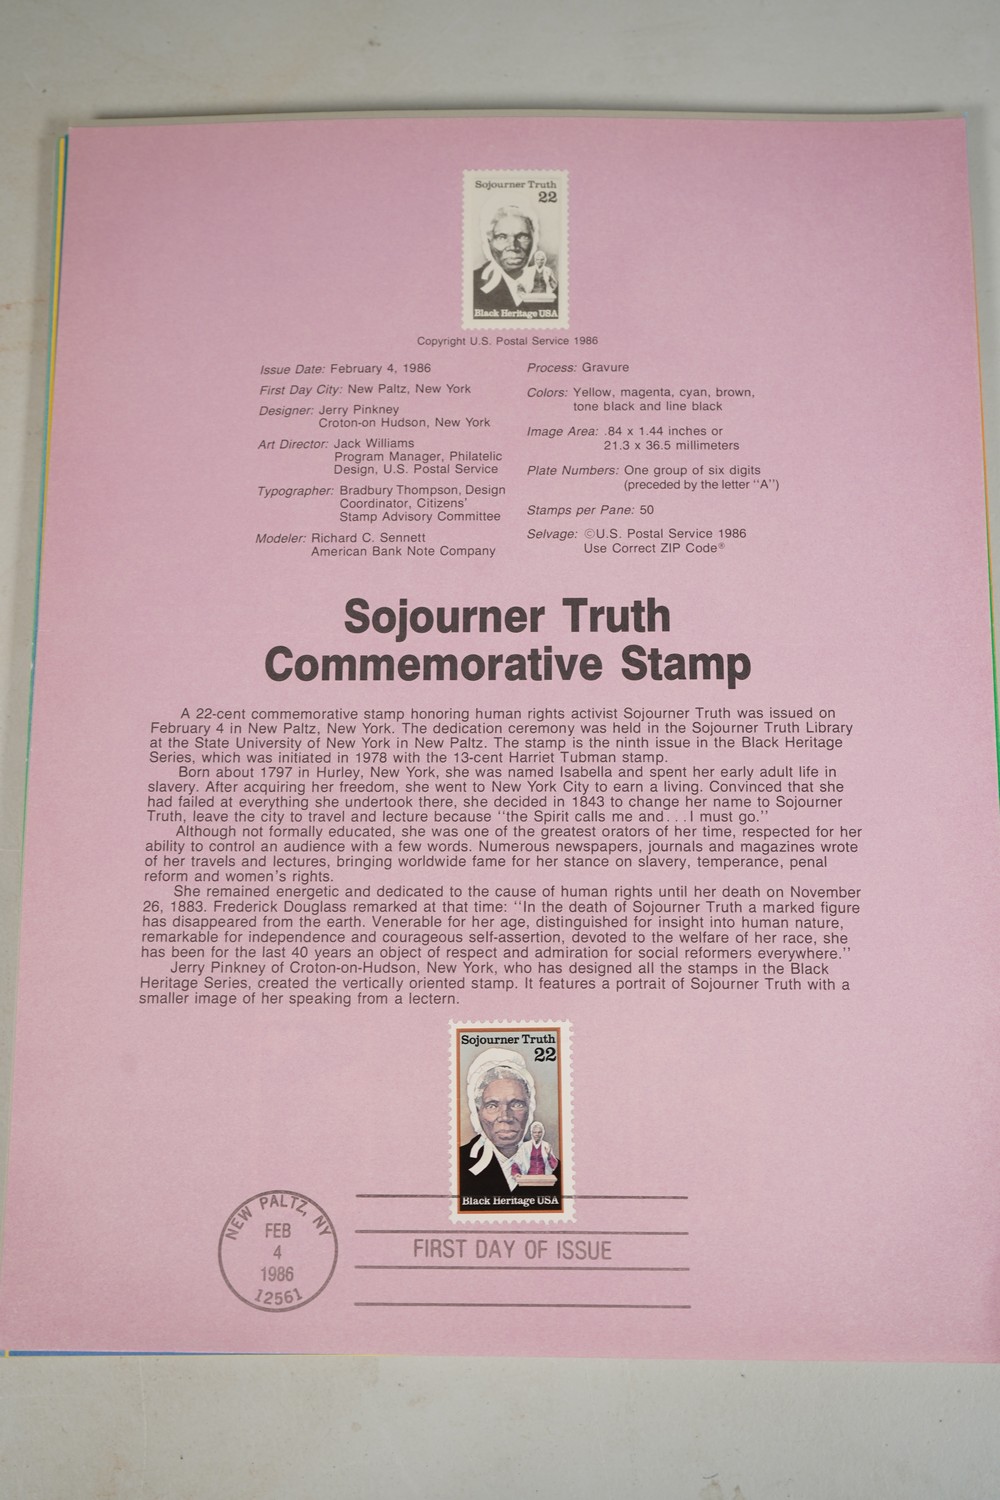 Sojourner Truth
22
Black Heritage USA
Copyright U.S. Postal Service 1986
Issue Date: February 4, 1986
First Day City: New Paltz, New York
Designer: Jerry Pinkney
Croton-on Hudson, New York
Art Director: Jack Williams
Program Manager, Philatelic
Design, U.S. Postal Service
Typographer: Bradbury Thompson, Design
Coordinator, Citizens'
Stamp Advisory Committee
Modeler: Richard C. Sennett
American Bank Note Company
Process: Gravure
Colors: Yellow, magenta, cyan, brown,
tone black and line black
Image Area: .84 x 1.44 inches or
21.3 x 36.5 millimeters
Plate Numbers: One group of six digits
(preceded by the letter "A")
Stamps per Pane: 50
Selvage: ©U.S. Postal Service 1986
Use Correct ZIP Code®
Sojourner Truth
Commemorative Stamp
A 22-cent commemorative stamp honoring human rights activist Sojourner Truth was issued on
February 4 in New Paltz, New York. The dedication ceremony was held in the Sojourner Truth Library
at the State University of New York in New Paltz. The stamp is the ninth issue in the Black Heritage
Series, which was initiated in 1978 with the 13-cent Harriet Tubman stamp.
Born about 1797 in Hurley, New York, she was named Isabella and spent her early adult life in
slavery. After acquiring her freedom, she went to New York City to earn a living. Convinced that she
had failed at everything she undertook there, she decided in 1843 to change her name to Sojourner
Truth, leave the city to travel and lecture because "the Spirit calls me and...I must go."
Although not formally educated, she was one of the greatest orators of her time, respected for her
ability to control an audience with a few words. Numerous newspapers, journals and magazines wrote
of her travels and lectures, bringing worldwide fame for her stance on slavery, temperance, penal
reform and women's rights.
She remained energetic and dedicated to the cause of human rights until her death on November
26, 1883. Frederick Douglass remarked at that time: "In the death of Sojourner Truth a marked figure
has disappeared from the earth. Venerable for her age, distinguished for insight into human nature,
remarkable for independence and courageous self-assertion, devoted to the welfare of her race, she
has been for the last 40 years an object of respect and admiration for social reformers everywhere."
Jerry Pinkney of Croton-on-Hudson, New York, who has designed all the stamps in the Black
Heritage Series, created the vertically oriented stamp. It features a portrait of Sojourner Truth with a
smaller image of her speaking from a lectern.
Sojourner Truth
22
Black Heritage USA
NEW PALTZ, NY
FEB
4
1986
12561
FIRST DAY OF ISSUE